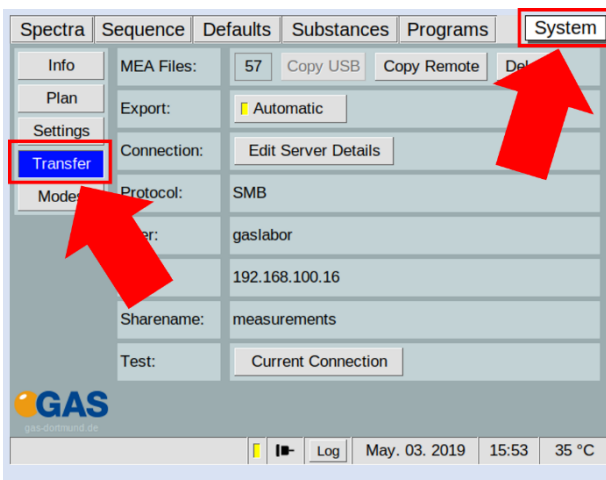 Spectra Sequence Defaults Substances Programs System
Info MEA Files: 57 Copy USB Copy Remote
Plan Export: Automatic
Settings
Transfer Connection: Edit Server Details
Modes Protocol: SMB
gaslabor
192.168.100.16
Sharename: measurements
Test: Current Connection
GAS
gas-dortmund.de
Log May. 03. 2019 15:53 35 °C